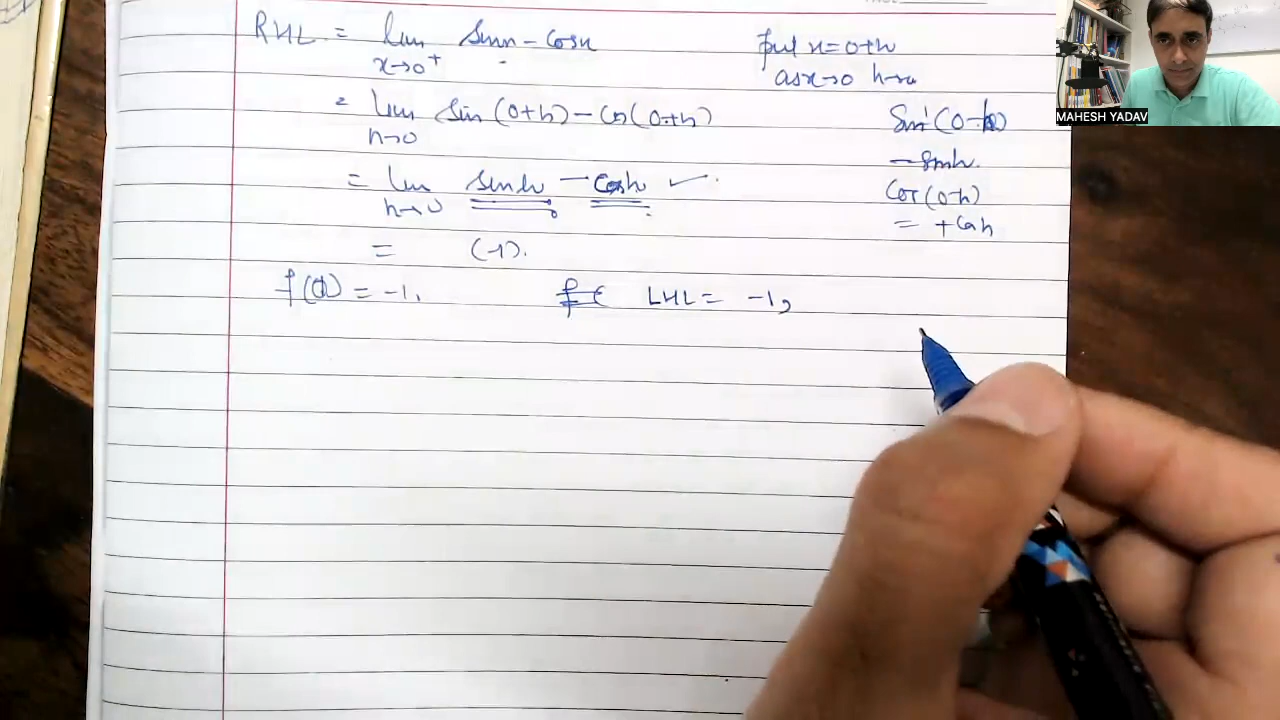 RHL = lim sinx - cosx
x→0+
put x = 0+h
as x→0 h→0
= lim sin(0+h) - cos(0+h)
h→0
= lim sinh - cosh ✓
h→0
= (-1).
sin(0-h)
-sinh.
cos(0-h)
= +cosh
f(0) = -1, LHL = -1,
MAHESH YADAV